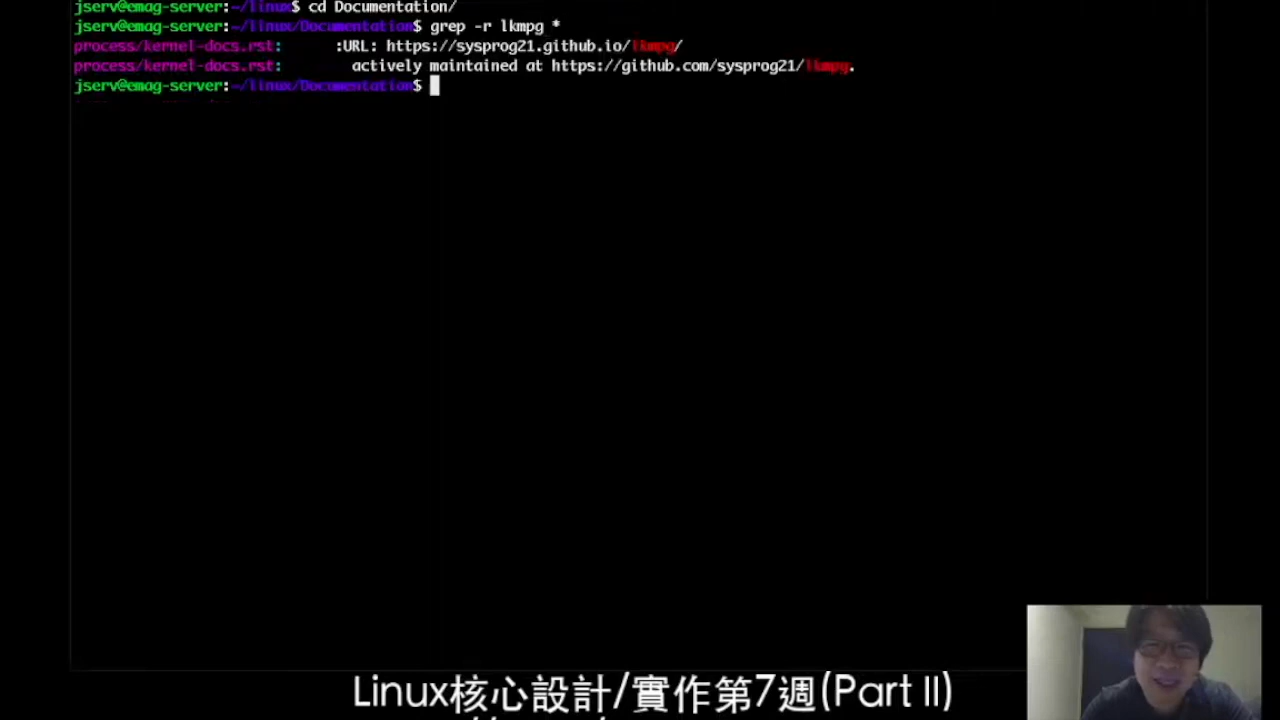 jserv@emag-server:~/linux$ cd Documentation/
jserv@emag-server:~/linux/Documentation$ grep -r lkmpg *
process/kernel-docs.rst:      :URL: https://sysprog21.github.io/lkmpg/
process/kernel-docs.rst:        actively maintained at https://github.com/sysprog21/lkmpg.
jserv@emag-server:~/linux/Documentation$
Linux核心設計/實作第7週(Part II)